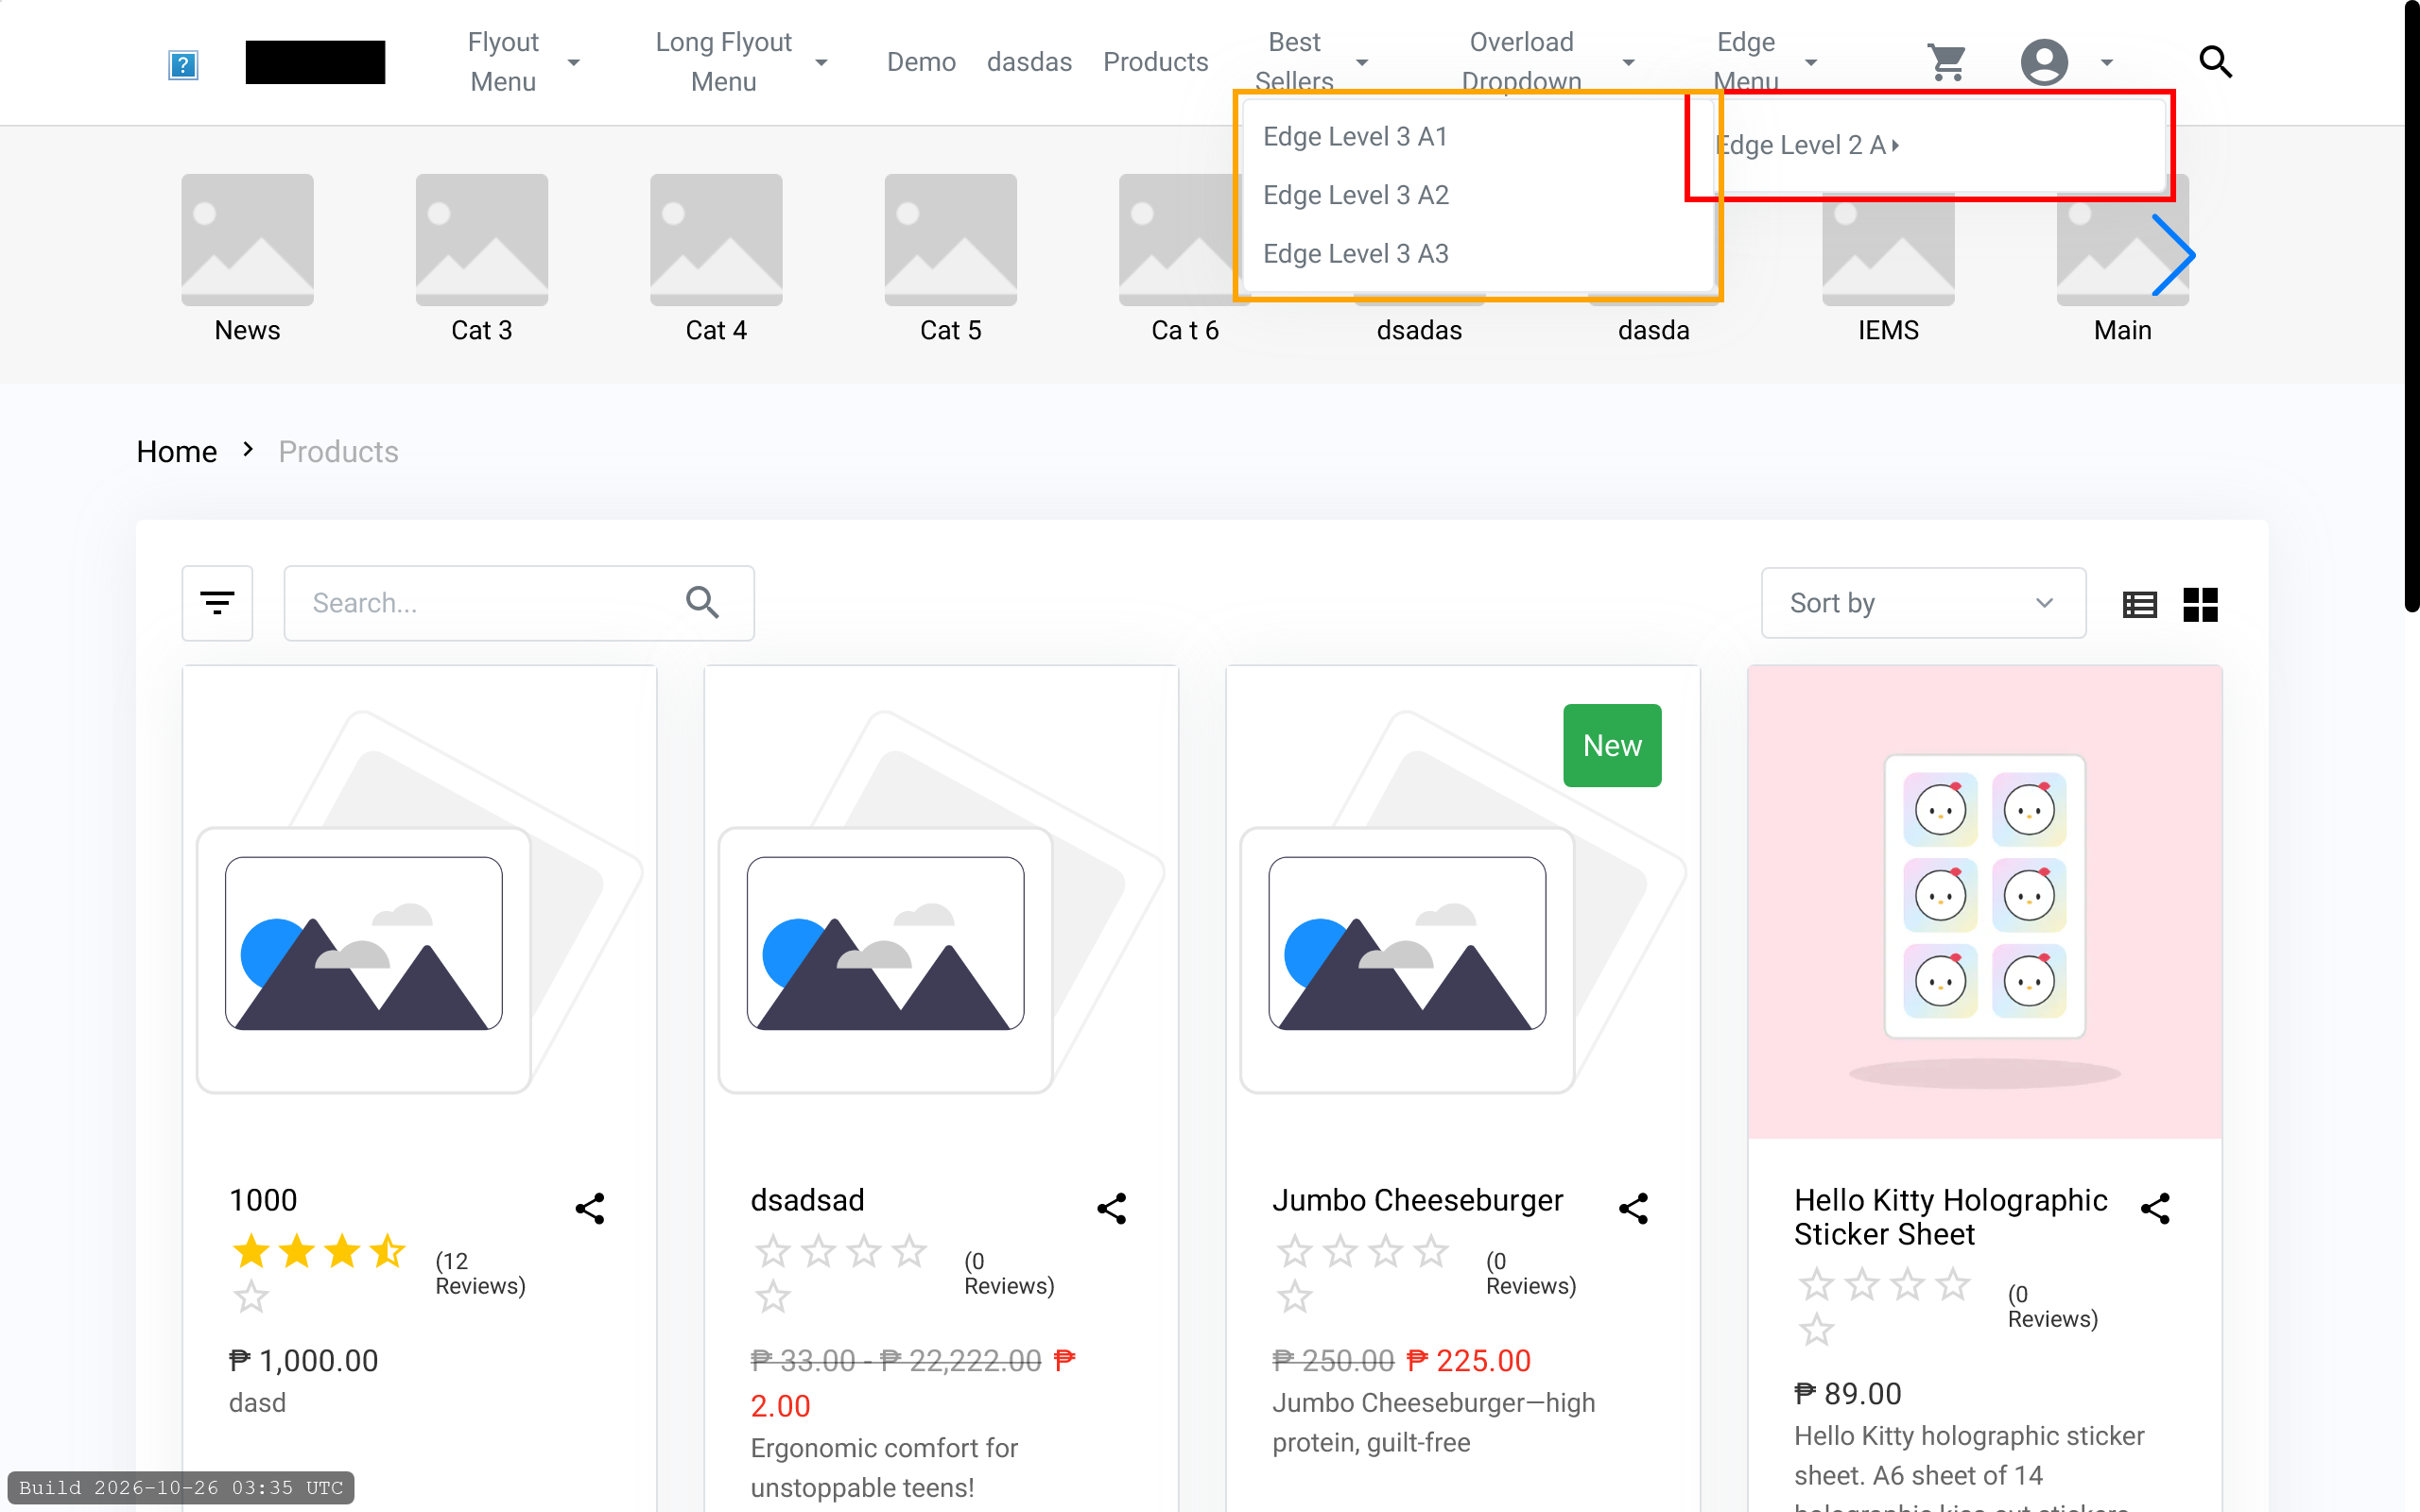 Flyout
Menu
Long Flyout
Menu
Demo
dasdas
Products
Best
Sellers
Overload
Dropdown
Edge
Menu
Edge Level 3 A1
Edge Level 3 A2
Edge Level 3 A3
Edge Level 2 A
News
Cat 3
Cat 4
Cat 5
Ca t 6
dsadas
dasda
IEMS
Main
Home
Products
Search...
Sort by
New
1000
(12
Reviews)
₱ 1,000.00
dasd
dsadsad
(0
Reviews)
₱ 33.00 - ₱ 22,222.00 ₱
2.00
Ergonomic comfort for
unstoppable teens!
Jumbo Cheeseburger
(0
Reviews)
₱ 250.00 ₱ 225.00
Jumbo Cheeseburger—high
protein, guilt-free
Hello Kitty Holographic
Sticker Sheet
(0
Reviews)
₱ 89.00
Hello Kitty holographic sticker
sheet. A6 sheet of 14
Build 2026-10-26 03:35 UTC